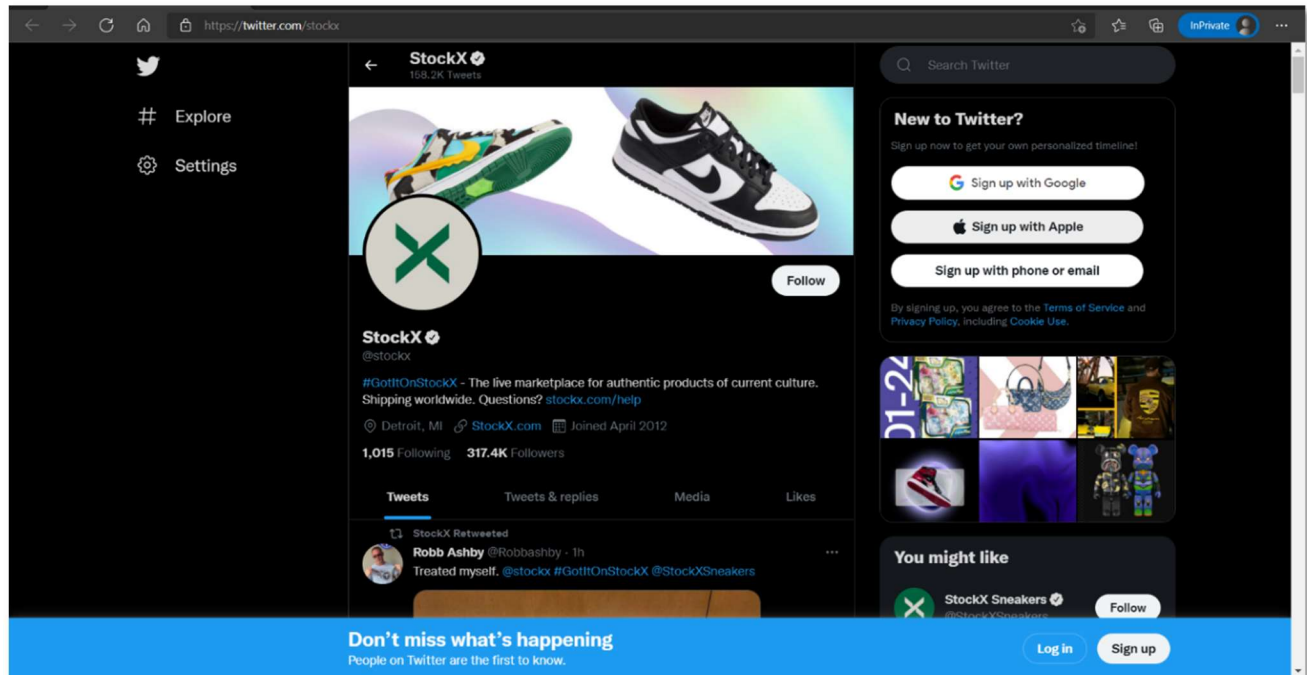 https://twitter.com/stockx
InPrivate
Explore
Settings
StockX
158.2K Tweets
Follow
StockX
@stockx
#GotItOnStockX - The live marketplace for authentic products of current culture.
Shipping worldwide. Questions? stockx.com/help
Detroit, MI StockX.com Joined April 2012
1,015 Following 317.4K Followers
Tweets Tweets & replies Media Likes
StockX Retweeted
Robb Ashby @Robbashby · 1h
Treated myself. @stockx #GotItOnStockX @StockXSneakers
Search Twitter
New to Twitter?
Sign up now to get your own personalized timeline!
Sign up with Google
Sign up with Apple
Sign up with phone or email
By signing up, you agree to the Terms of Service and
Privacy Policy, including Cookie Use.
01-24
You might like
StockX Sneakers
@StockXSneakers
Follow
Don't miss what's happening
People on Twitter are the first to know.
Log in
Sign up